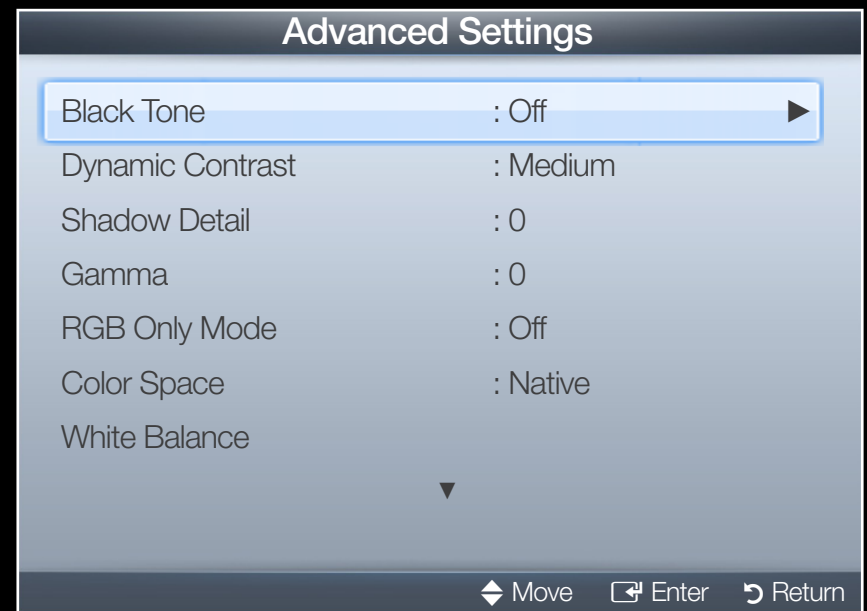 Advanced Settings
Black Tone : Off ►
Dynamic Contrast : Medium
Shadow Detail : 0
Gamma : 0
RGB Only Mode : Off
Color Space : Native
White Balance
▼
Move Enter Return